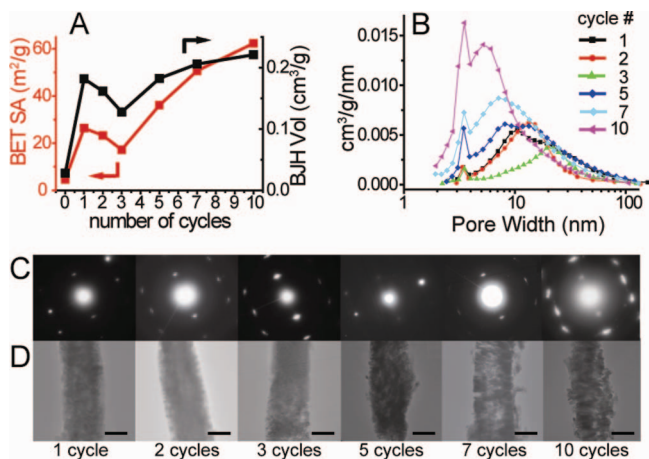 A
BET SA (m²/g)
60
40
20
0
0 1 2 3 4 5 6 7 8 9 10
number of cycles
0.2
0.1
0.0
BJH Vol (cm³/g)
B
cm³/g/nm
0.015
0.010
0.005
0.000
1 10 100
Pore Width (nm)
cycle #
1
2
3
5
7
10
C
D
1 cycle
2 cycles
3 cycles
5 cycles
7 cycles
10 cycles